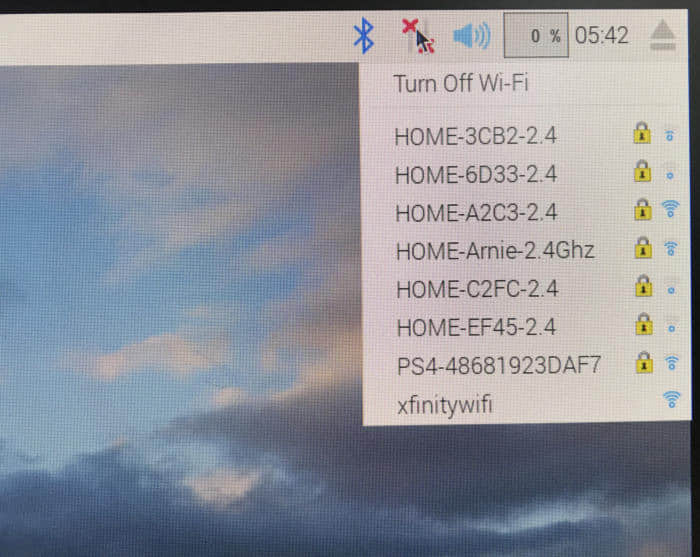 0 % 05:42
Turn Off Wi-Fi
HOME-3CB2-2.4
HOME-6D33-2.4
HOME-A2C3-2.4
HOME-Arnie-2.4Ghz
HOME-C2FC-2.4
HOME-EF45-2.4
PS4-48681923DAF7
xfinitywifi